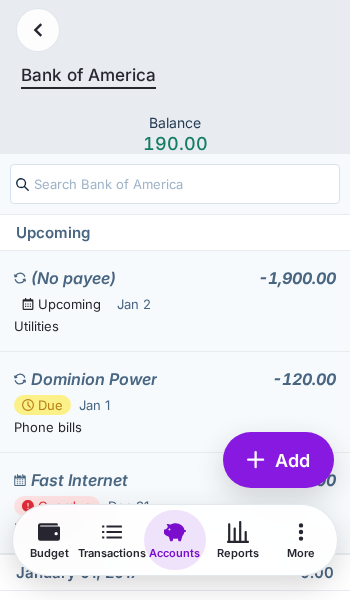 Bank of America
Balance
190.00
Search Bank of America
Upcoming
(No payee) -1,900.00
Upcoming Jan 2
Utilities
Dominion Power -120.00
Due Jan 1
Phone bills
Add
Fast Internet
Budget Transactions Accounts Reports More